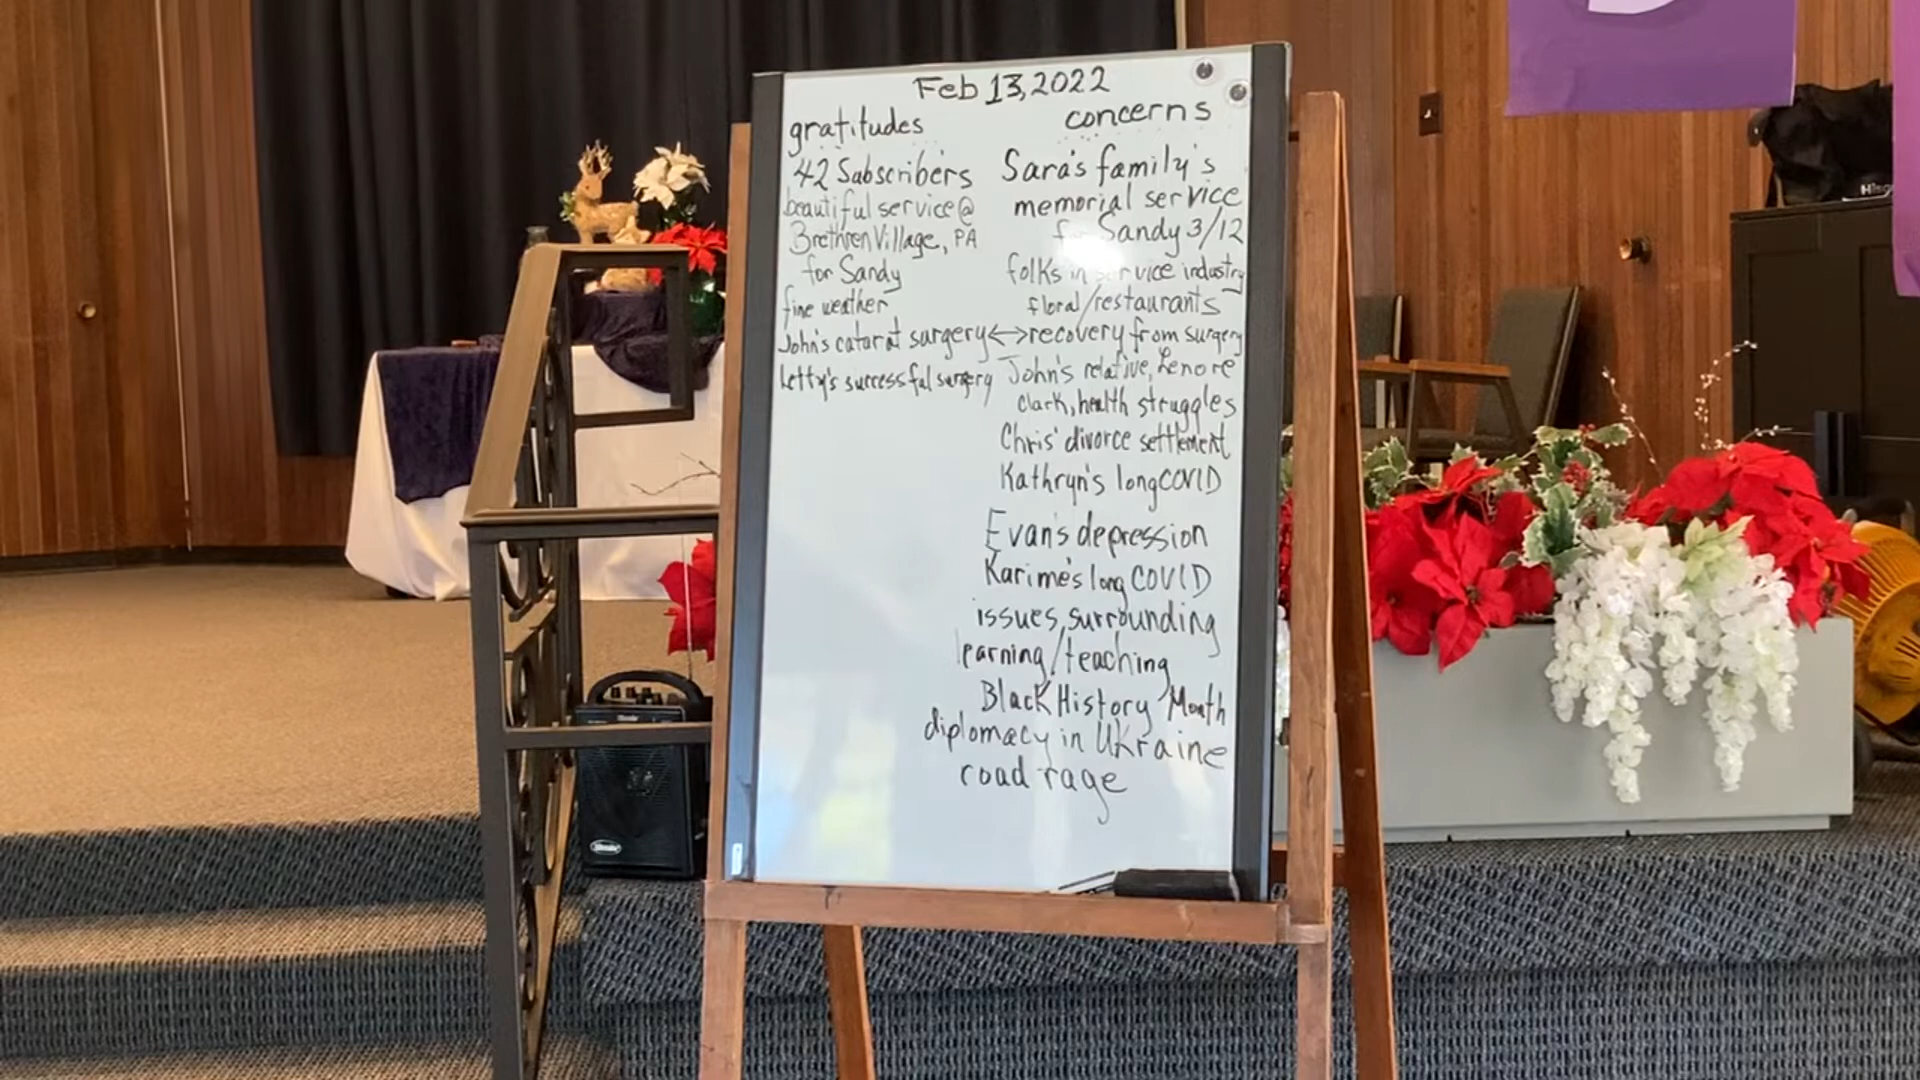 Feb 13, 2022
gratitudes
42 Subscribers
beautiful service @
Brethren Village, PA
for Sandy
fine weather
John's catarat surgery ↔ recovery from surgery
Letty's successful surgery
concerns
Sara's family's
memorial service
for Sandy 3/12
folks in service industry
floral/restaurants
John's relative, Lenore
Clark, health struggles
Chris' divorce settlement
Kathryn's long COVID
Evan's depression
Karime's long COVID
issues surrounding
learning/teaching
Black History Month
diplomacy in Ukraine
road rage